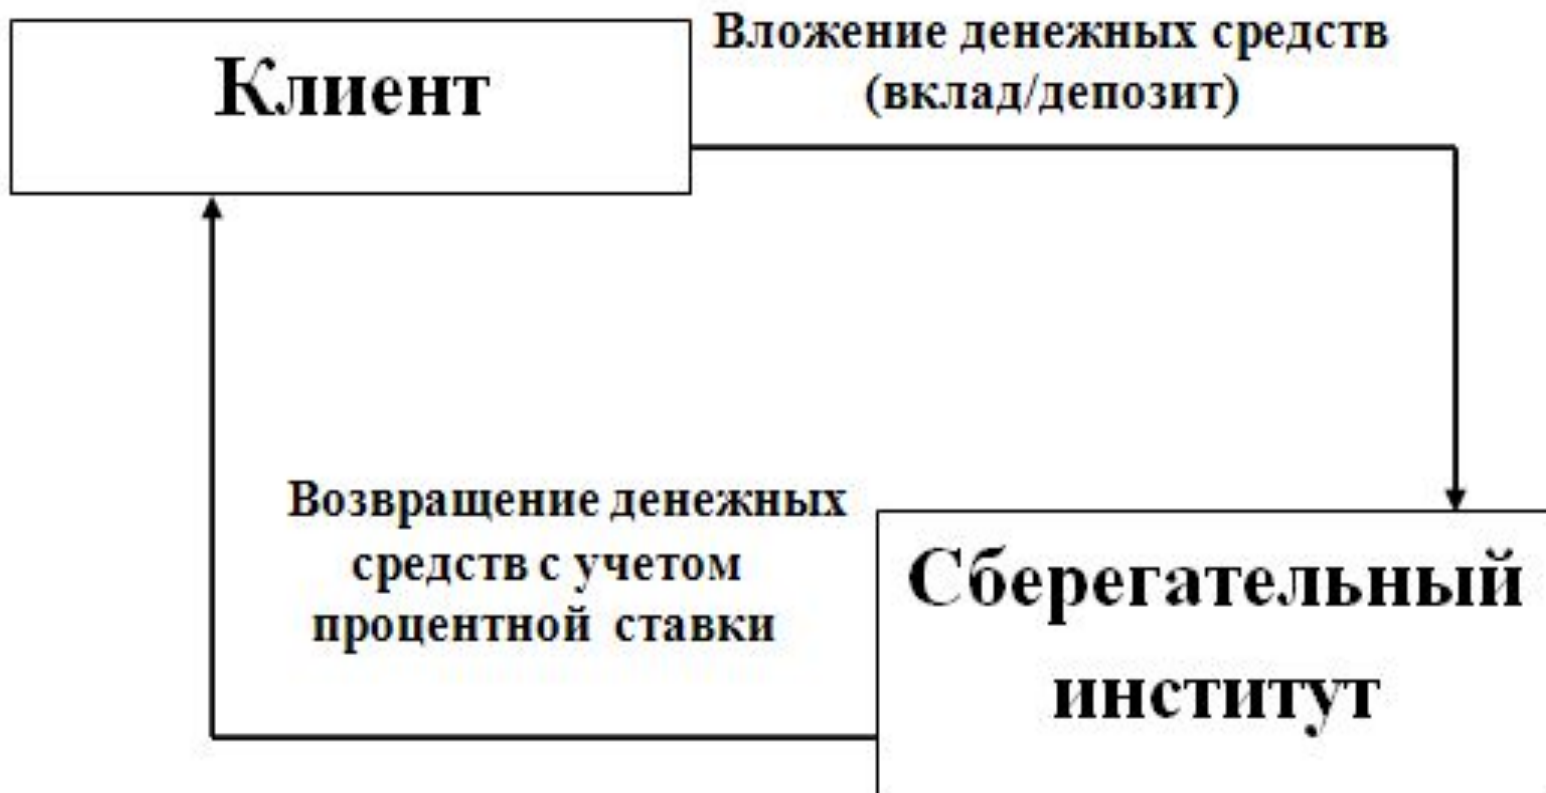 Клиент
Вложение денежных средств
(вклад/депозит)
Возвращение денежных
средств с учетом
процентной ставки
Сберегательный
институт